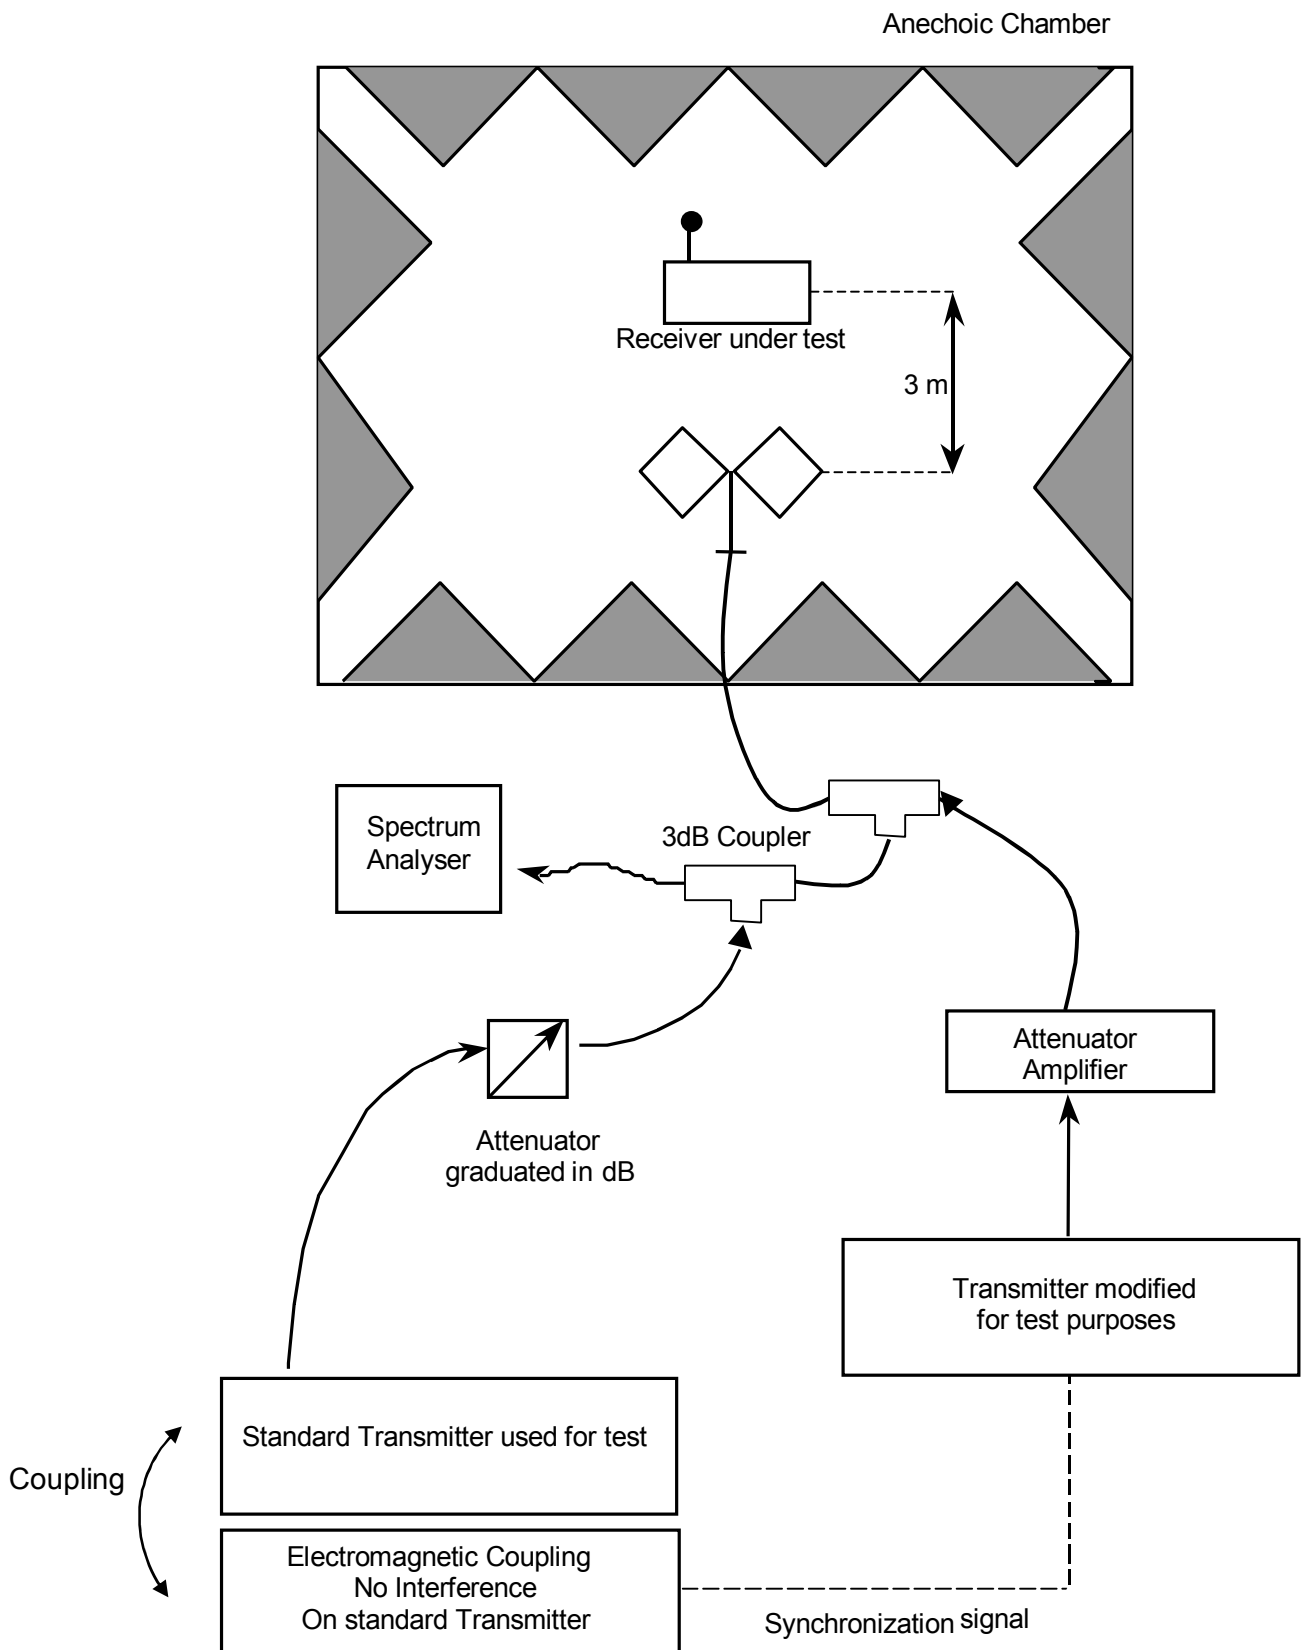 Anechoic Chamber
Receiver under test
3 m
3dB Coupler
Spectrum
Analyser
Attenuator
Amplifier
Attenuator
graduated in dB
Transmitter modified
for test purposes
Standard Transmitter used for test
Coupling
Electromagnetic Coupling
No Interference
On standard Transmitter
Synchronization signal